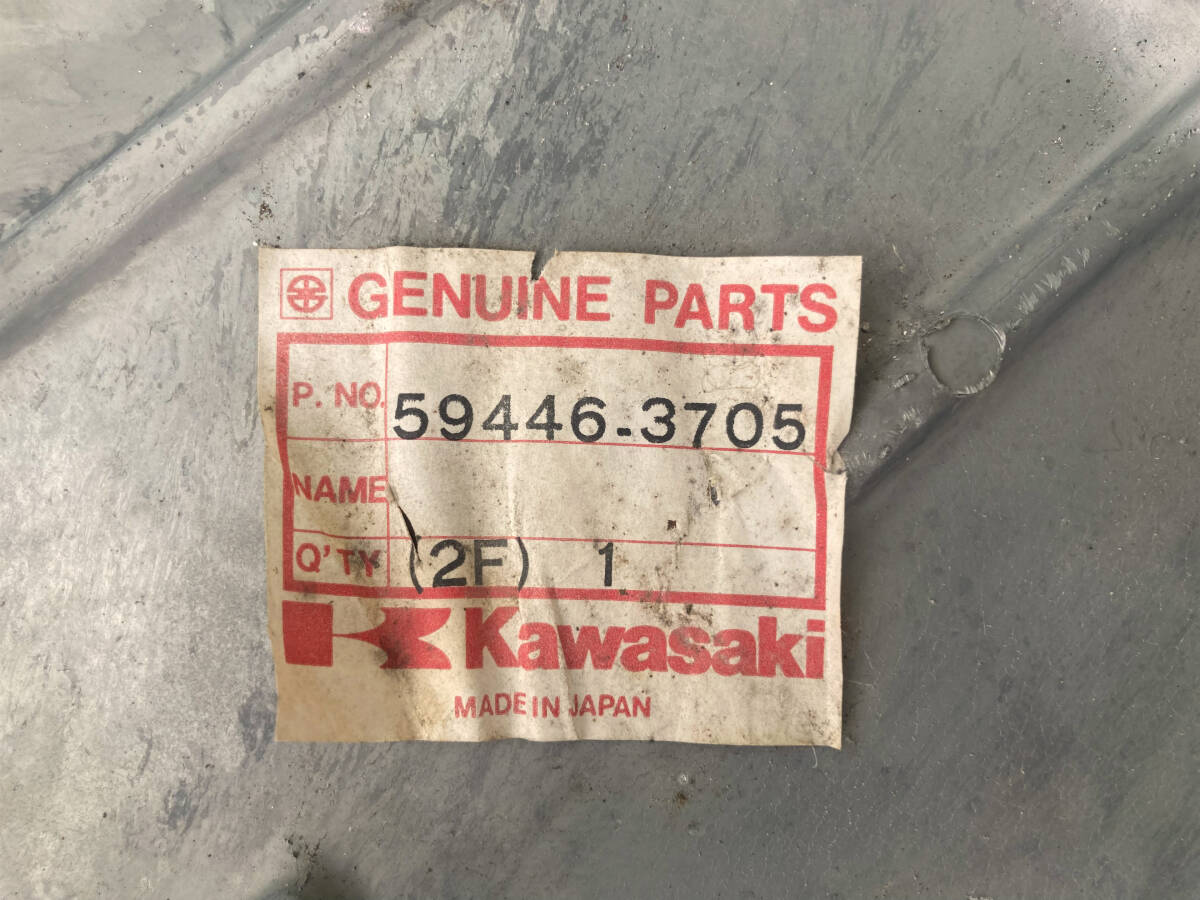 GENUINE PARTS
P. NO. 59446-3705
NAME
Q'TY (2F) 1
Kawasaki
MADE IN JAPAN